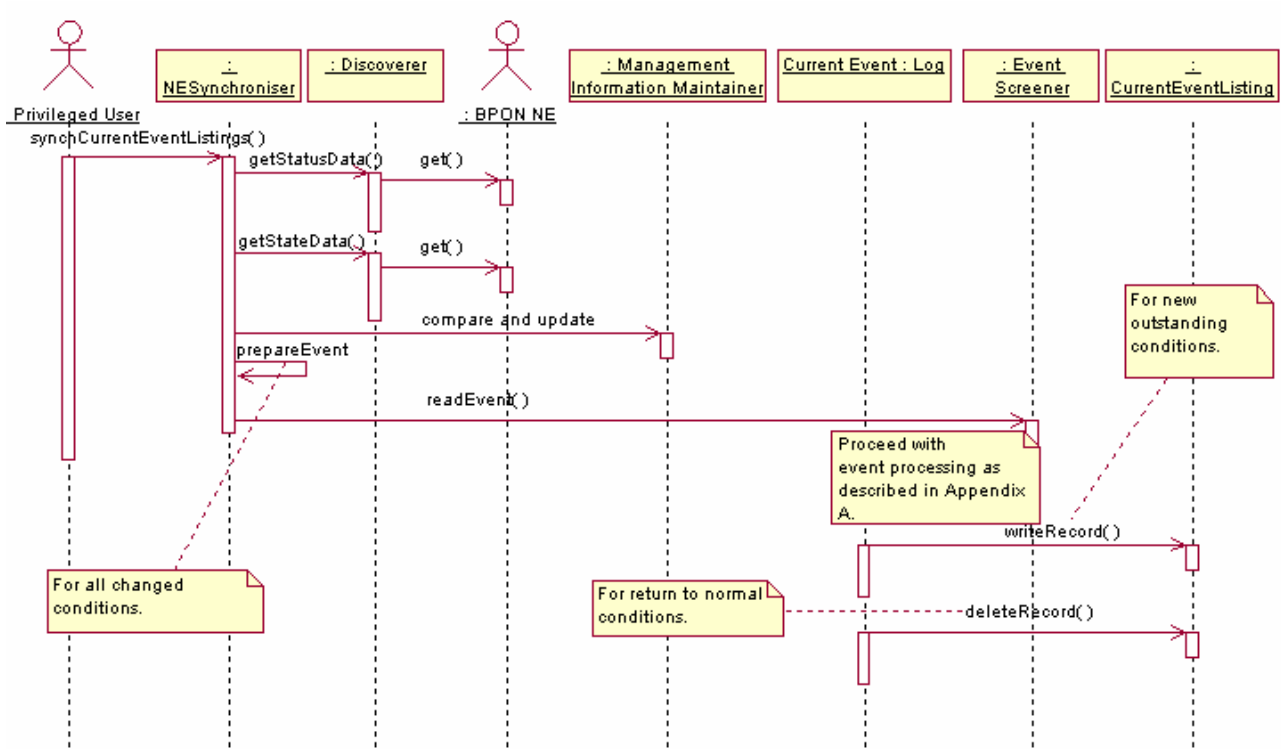 :
NESynchroniser
: Discoverer
: Management
Information Maintainer
Current Event : Log
: Event
Screener
:
CurrentEventListing
: Privileged User
: BPON NE
synchCurrentEventListings( )
getStatusData( )
get( )
getStateData( )
get( )
compare and update
prepareEvent
readEvent( )
For new
outstanding
conditions.
Proceed with
event processing as
described in Appendix
A.
writeRecord( )
For all changed
conditions.
For return to normal
conditions.
deleteRecord( )